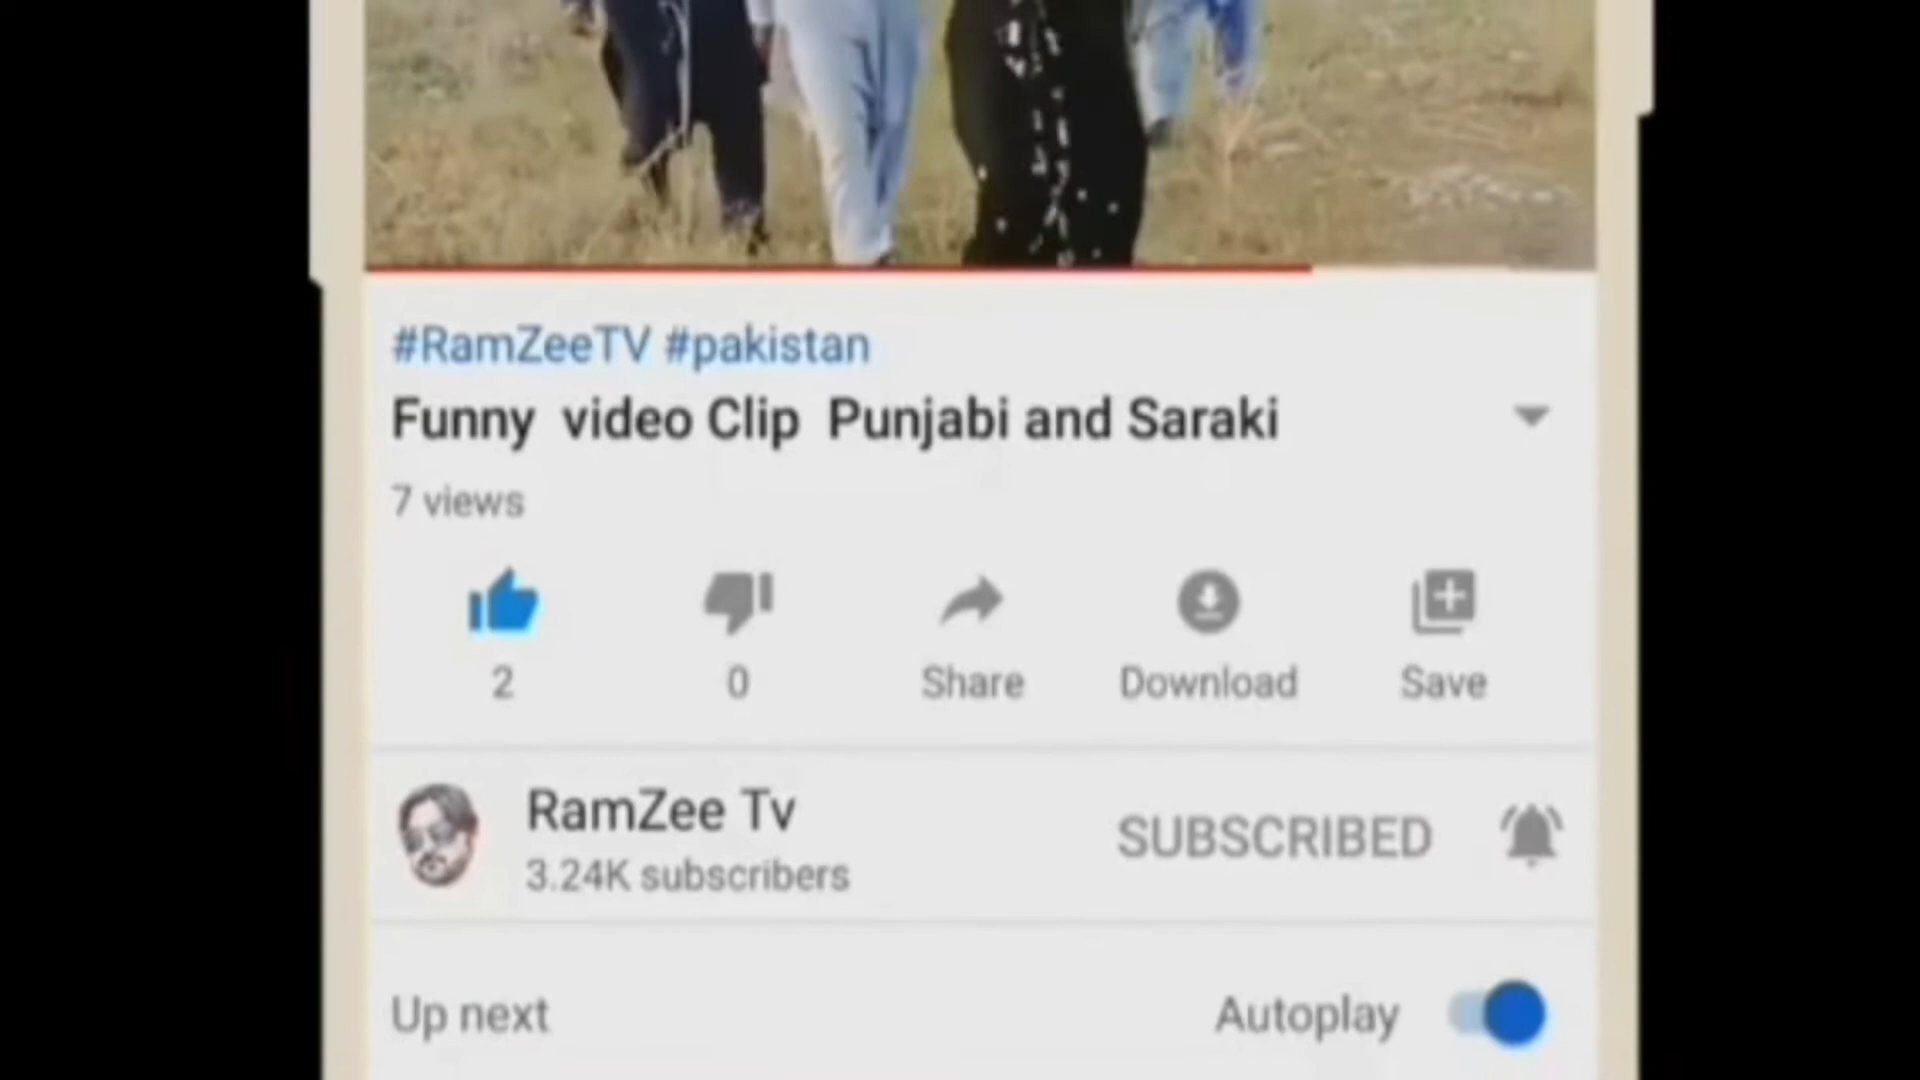 #RamZeeTV #pakistan
Funny video Clip Punjabi and Saraki
7 views
2
0
Share
Download
Save
RamZee Tv
3.24K subscribers
SUBSCRIBED
Up next
Autoplay